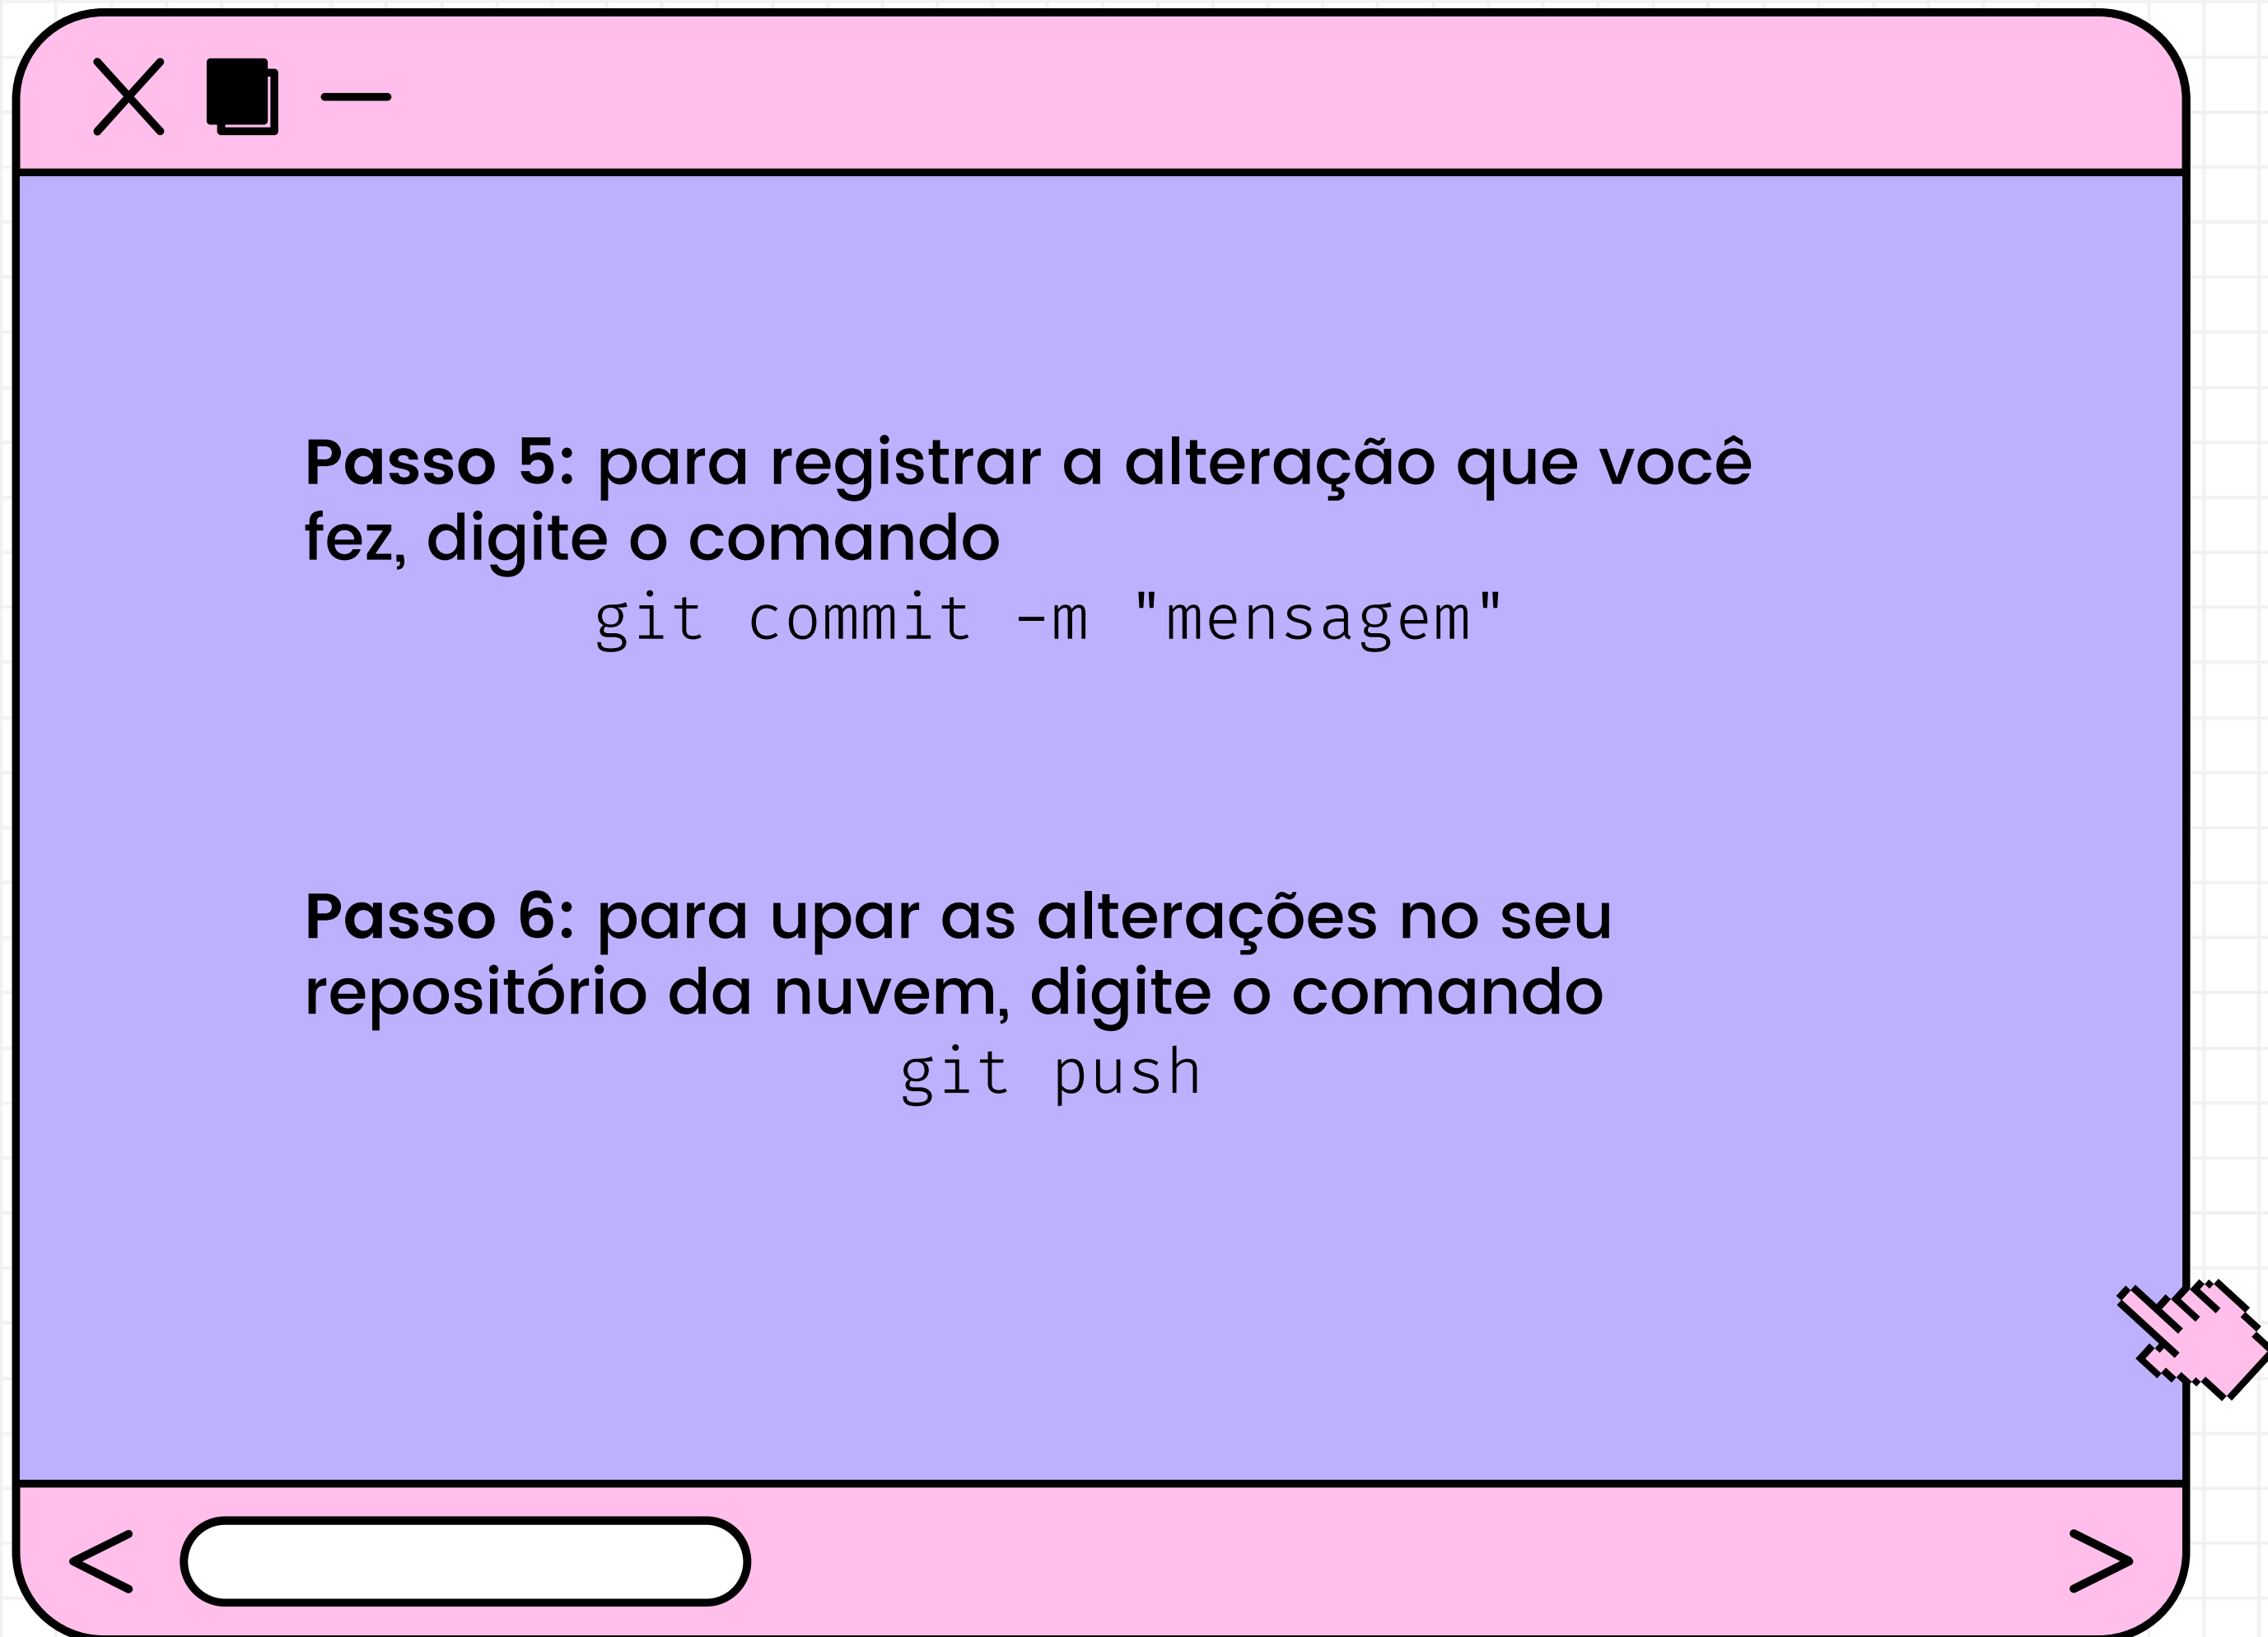 Passo 5: para registrar a alteração que você
fez, digite o comando
git commit -m "mensagem"
Passo 6: para upar as alterações no seu
repositório da nuvem, digite o comando
git push